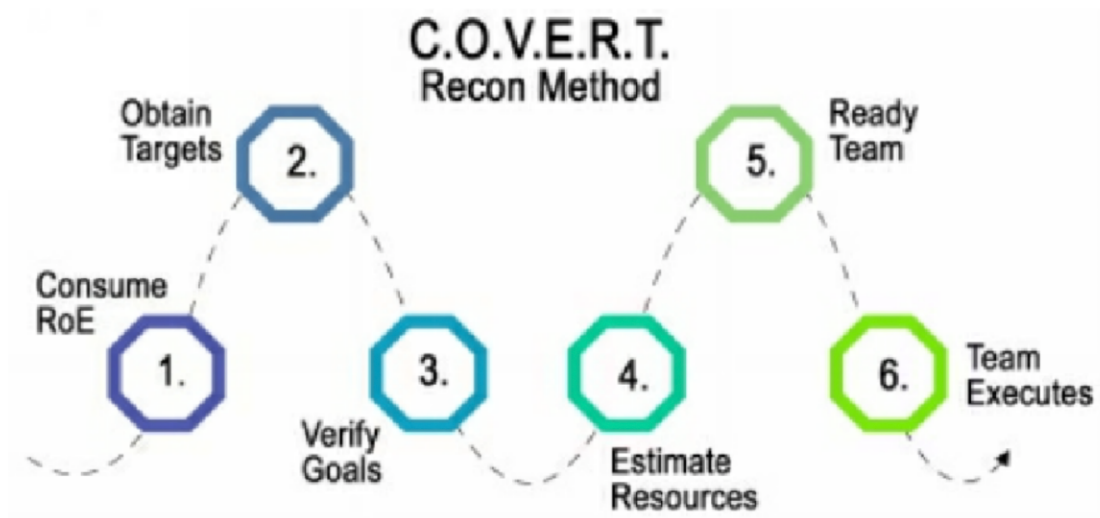 C.O.V.E.R.T.
Recon Method
Consume
RoE
1.
Obtain
Targets
2.
3.
Verify
Goals
4.
Estimate
Resources
5.
Ready
Team
6.
Team
Executes